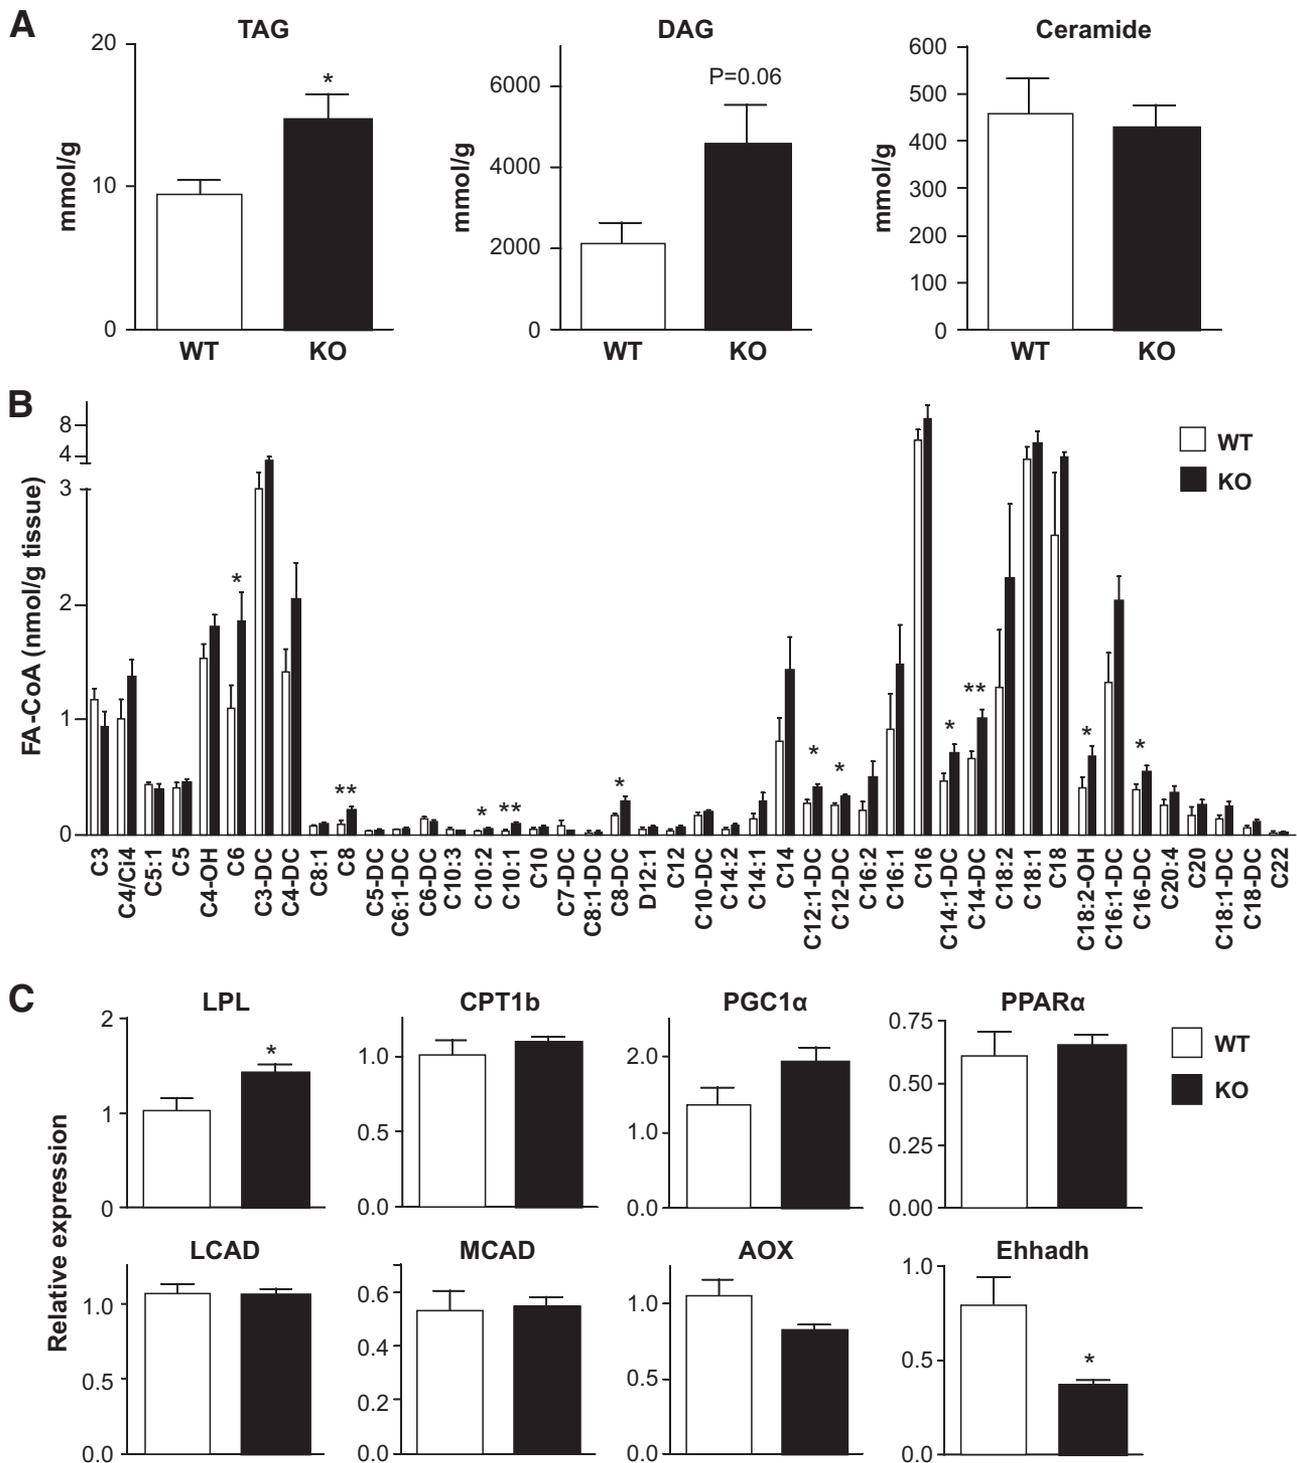 A
TAG
DAG
Ceramide
20
10
0
mmol/g
*
WT
KO
6000
4000
2000
0
mmol/g
P=0.06
WT
KO
600
500
400
300
200
100
0
mmol/g
WT
KO
B
8
4
3
2
1
0
FA-CoA (nmol/g tissue)
*
**
*
**
*
*
*
*
**
*
*
WT
KO
C3
C4/Ci4
C5:1
C5
C4-OH
C6
C3-DC
C4-DC
C8:1
C8
C5-DC
C6:1-DC
C6-DC
C10:3
C10:2
C10:1
C10
C7-DC
C8:1-DC
C8-DC
D12:1
C12
C10-DC
C14:2
C14:1
C14
C12:1-DC
C12-DC
C16:2
C16:1
C16
C14:1-DC
C14-DC
C18:2
C18:1
C18
C18:2-OH
C16:1-DC
C16-DC
C20:4
C20
C18:1-DC
C18-DC
C22
C
Relative expression
LPL
2
1
0
*
CPT1b
1.0
0.5
0.0
PGC1α
2.0
1.0
0.0
PPARα
0.75
0.50
0.25
0.00
WT
KO
LCAD
1.0
0.5
0.0
MCAD
0.6
0.4
0.2
0.0
AOX
1.0
0.5
0.0
Ehhadh
1.0
0.5
0.0
*